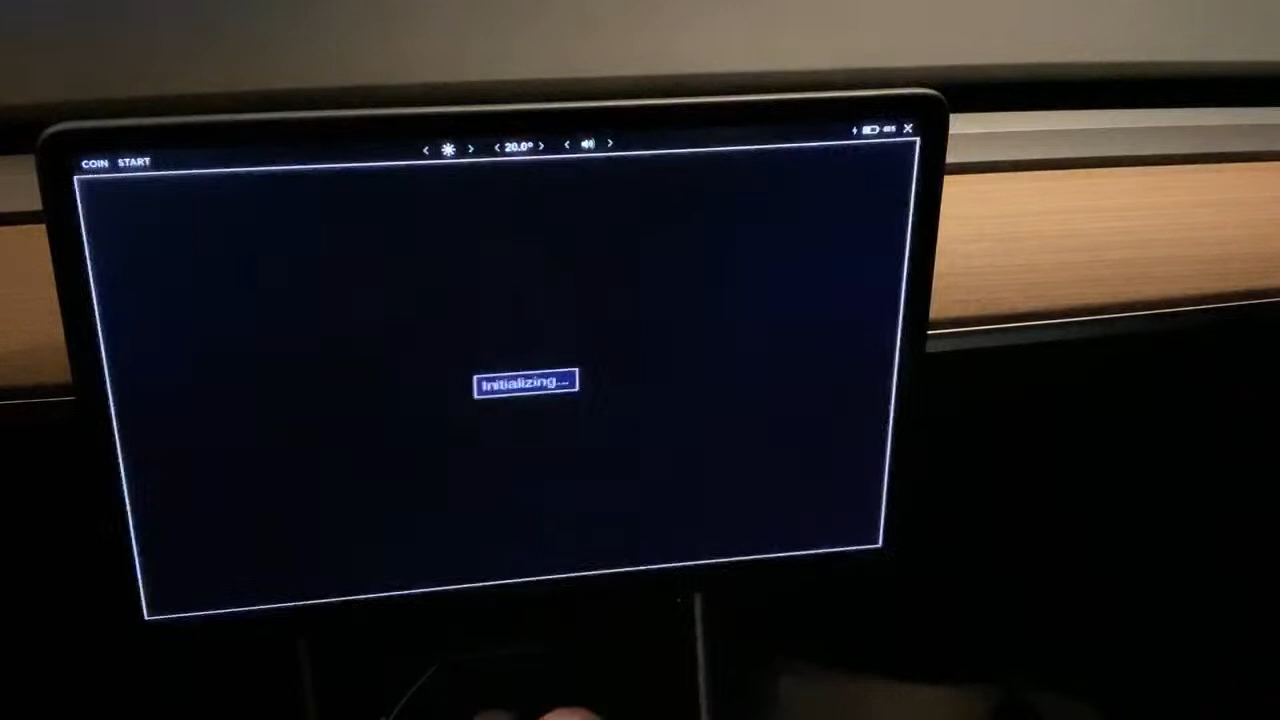 COIN START < > < 20.0° > < >
Initializing...